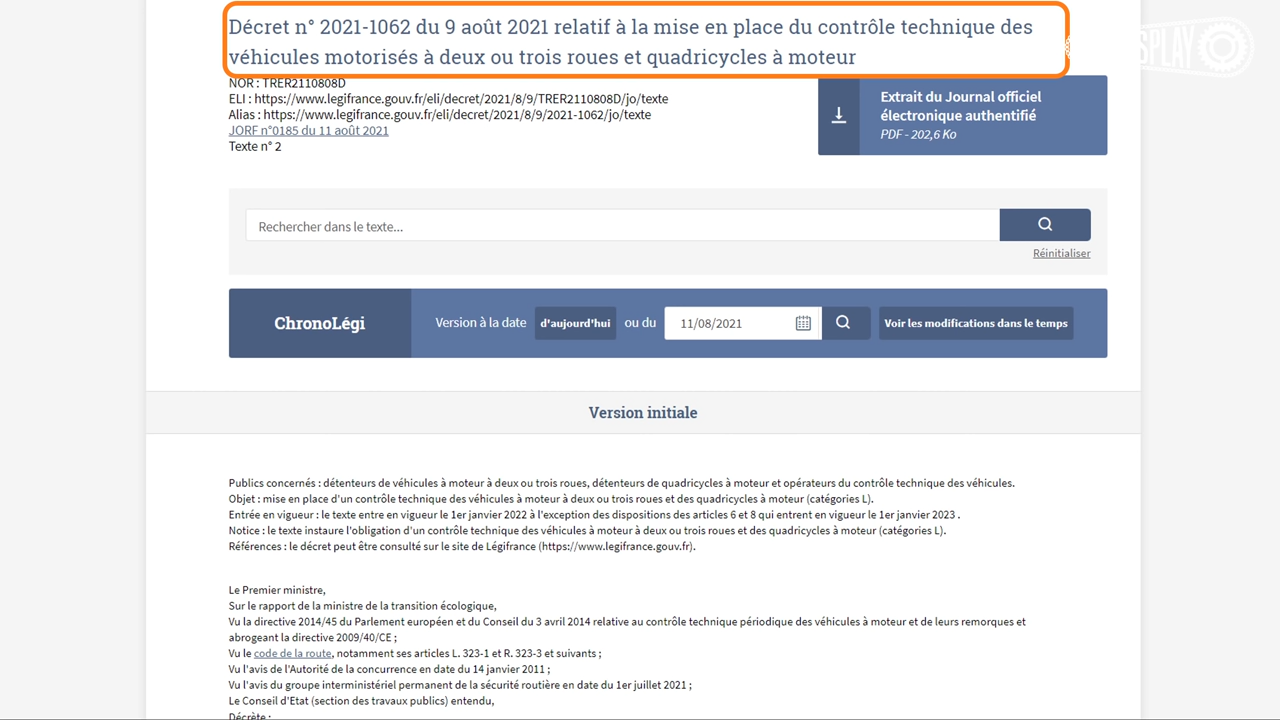 Décret n° 2021-1062 du 9 août 2021 relatif à la mise en place du contrôle technique des
véhicules motorisés à deux ou trois roues et quadricycles à moteur
SPLAY
NOR : TRER2110808D
ELI : https://www.legifrance.gouv.fr/eli/decret/2021/8/9/TRER2110808D/jo/texte
Alias : https://www.legifrance.gouv.fr/eli/decret/2021/8/9/2021-1062/jo/texte
JORF n°0185 du 11 août 2021
Texte n° 2
Extrait du Journal officiel
électronique authentifié
PDF - 202,6 Ko
Rechercher dans le texte...
Réinitialiser
ChronoLégi
Version à la date d'aujourd'hui ou du 11/08/2021 Voir les modifications dans le temps
Version initiale
Publics concernés : détenteurs de véhicules à moteur à deux ou trois roues, détenteurs de quadricycles à moteur et opérateurs du contrôle technique des véhicules.
Objet : mise en place d'un contrôle technique des véhicules à moteur à deux ou trois roues et des quadricycles à moteur (catégories L).
Entrée en vigueur : le texte entre en vigueur le 1er janvier 2022 à l'exception des dispositions des articles 6 et 8 qui entrent en vigueur le 1er janvier 2023 .
Notice : le texte instaure l'obligation d'un contrôle technique des véhicules à moteur à deux ou trois roues et des quadricycles à moteur (catégories L).
Références : le décret peut être consulté sur le site de Légifrance (https://www.legifrance.gouv.fr).
Le Premier ministre,
Sur le rapport de la ministre de la transition écologique,
Vu la directive 2014/45 du Parlement européen et du Conseil du 3 avril 2014 relative au contrôle technique périodique des véhicules à moteur et de leurs remorques et
abrogeant la directive 2009/40/CE ;
Vu le code de la route, notamment ses articles L. 323-1 et R. 323-3 et suivants ;
Vu l'avis de l'Autorité de la concurrence en date du 14 janvier 2011 ;
Vu l'avis du groupe interministériel permanent de la sécurité routière en date du 1er juillet 2021 ;
Le Conseil d'Etat (section des travaux publics) entendu,
Décrète :